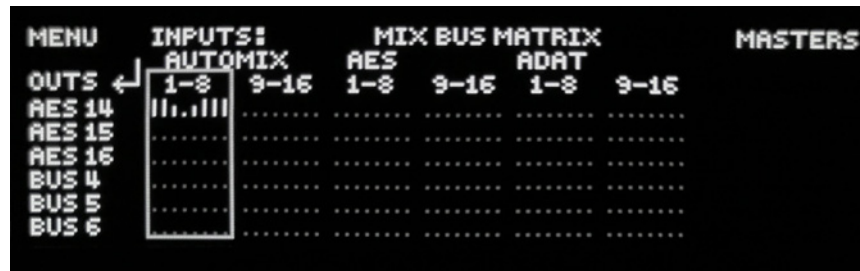 MENU INPUTS: MIX BUS MATRIX MASTERS
AUTOMIX AES ADAT
OUTS 1-8 9-16 1-8 9-16 1-8 9-16
AES 14
AES 15
AES 16
BUS 4
BUS 5
BUS 6